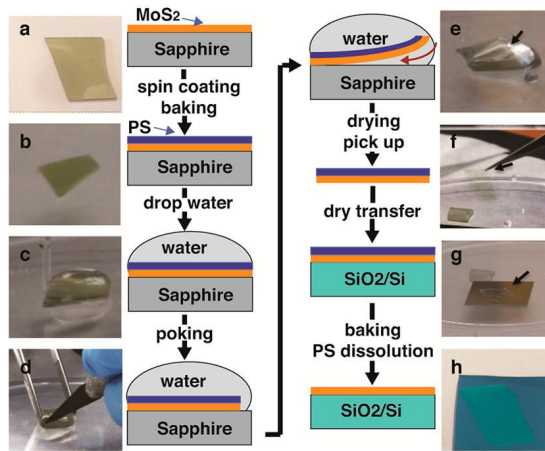 a
MoS2
Sapphire
spin coating
baking
b
PS
Sapphire
drop water
c
water
Sapphire
poking
d
water
Sapphire
water
Sapphire
e
drying
pick up
f
dry transfer
SiO2/Si
g
baking
PS dissolution
SiO2/Si
h